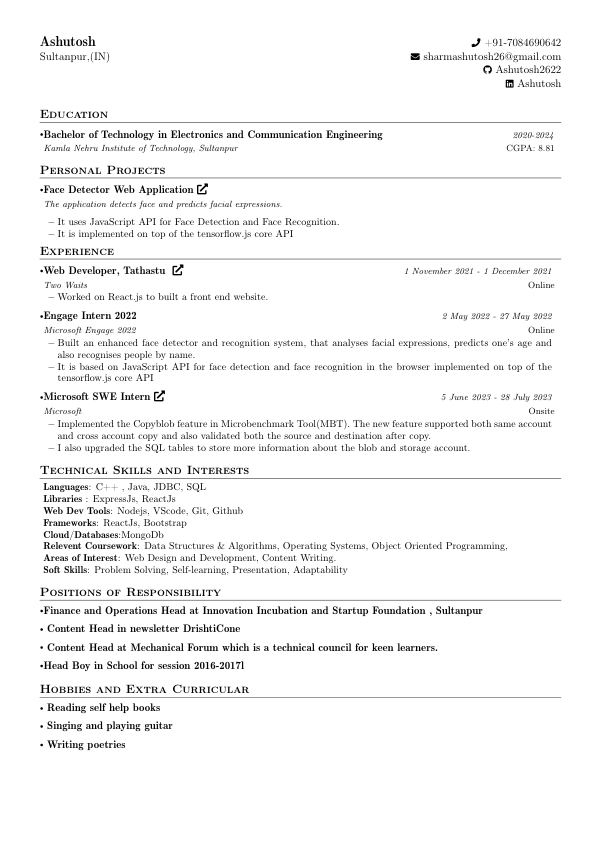 Ashutosh
Sultanpur,(IN)
+91-7084690642
sharmashutosh26@gmail.com
Ashutosh2622
Ashutosh
Education
•Bachelor of Technology in Electronics and Communication Engineering 2020-2024
Kamla Nehru Institute of Technology, Sultanpur CGPA: 8.81
Personal Projects
•Face Detector Web Application
The application detects face and predicts facial expressions.
– It uses JavaScript API for Face Detection and Face Recognition.
– It is implemented on top of the tensorflow.js core API
Experience
•Web Developer, Tathastu 1 November 2021 - 1 December 2021
Two Waits Online
– Worked on React.js to built a front end website.
•Engage Intern 2022 2 May 2022 - 27 May 2022
Microsoft Engage 2022 Online
– Built an enhanced face detector and recognition system, that analyses facial expressions, predicts one's age and
also recognises people by name.
– It is based on JavaScript API for face detection and face recognition in the browser implemented on top of the
tensorflow.js core API
•Microsoft SWE Intern 5 June 2023 - 28 July 2023
Microsoft Onsite
– Implemented the Copyblob feature in Microbenchmark Tool(MBT). The new feature supported both same account
and cross account copy and also validated both the source and destination after copy.
– I also upgraded the SQL tables to store more information about the blob and storage account.
Technical Skills and Interests
Languages: C++ , Java, JDBC, SQL
Libraries : ExpressJs, ReactJs
Web Dev Tools: Nodejs, VScode, Git, Github
Frameworks: ReactJs, Bootstrap
Cloud/Databases:MongoDb
Relevent Coursework: Data Structures & Algorithms, Operating Systems, Object Oriented Programming,
Areas of Interest: Web Design and Development, Content Writing.
Soft Skills: Problem Solving, Self-learning, Presentation, Adaptability
Positions of Responsibility
•Finance and Operations Head at Innovation Incubation and Startup Foundation , Sultanpur
• Content Head in newsletter DrishtiCone
• Content Head at Mechanical Forum which is a technical council for keen learners.
•Head Boy in School for session 2016-2017l
Hobbies and Extra Curricular
• Reading self help books
• Singing and playing guitar
• Writing poetries